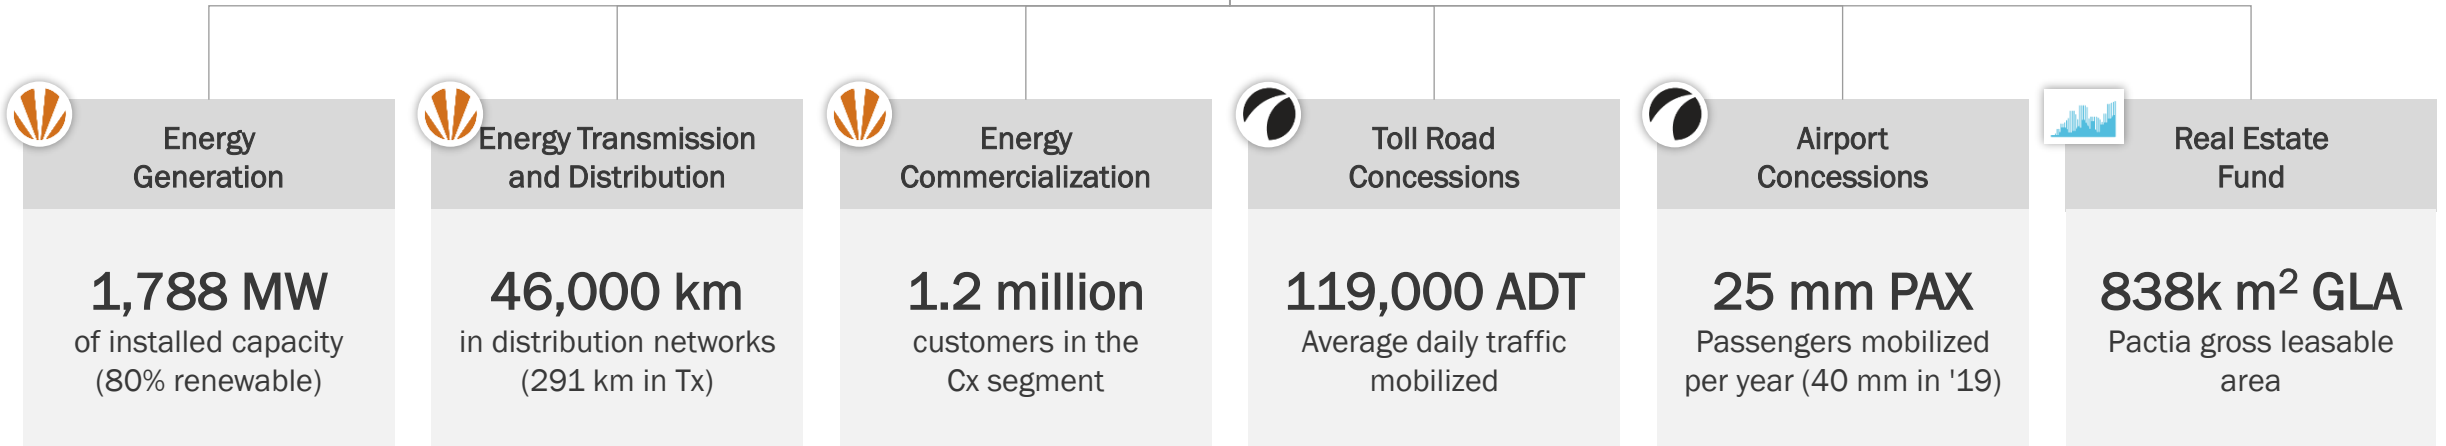 Energy
Generation
1,788 MW
of installed capacity
(80% renewable)
Energy Transmission
and Distribution
46,000 km
in distribution networks
(291 km in Tx)
Energy
Commercialization
1.2 million
customers in the
Cx segment
Toll Road
Concessions
119,000 ADT
Average daily traffic
mobilized
Airport
Concessions
25 mm PAX
Passengers mobilized
per year (40 mm in '19)
Real Estate
Fund
838k m² GLA
Pactia gross leasable
area